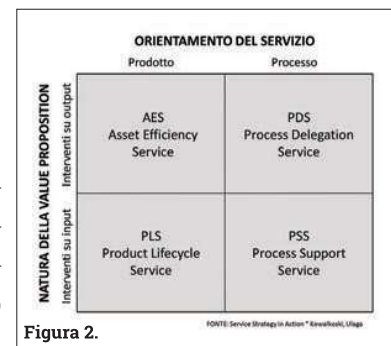 ORIENTAMENTO DEL SERVIZIO
Prodotto Processo
NATURA DELLA VALUE PROPOSITION
Interventi su output
Interventi su input
AES
Asset Efficiency
Service
PDS
Process Delegation
Service
PLS
Product Lifecycle
Service
PSS
Process Support
Service
FONTE: Service Strategy in Action " Kowalkoski, Ulaga
Figura 2.